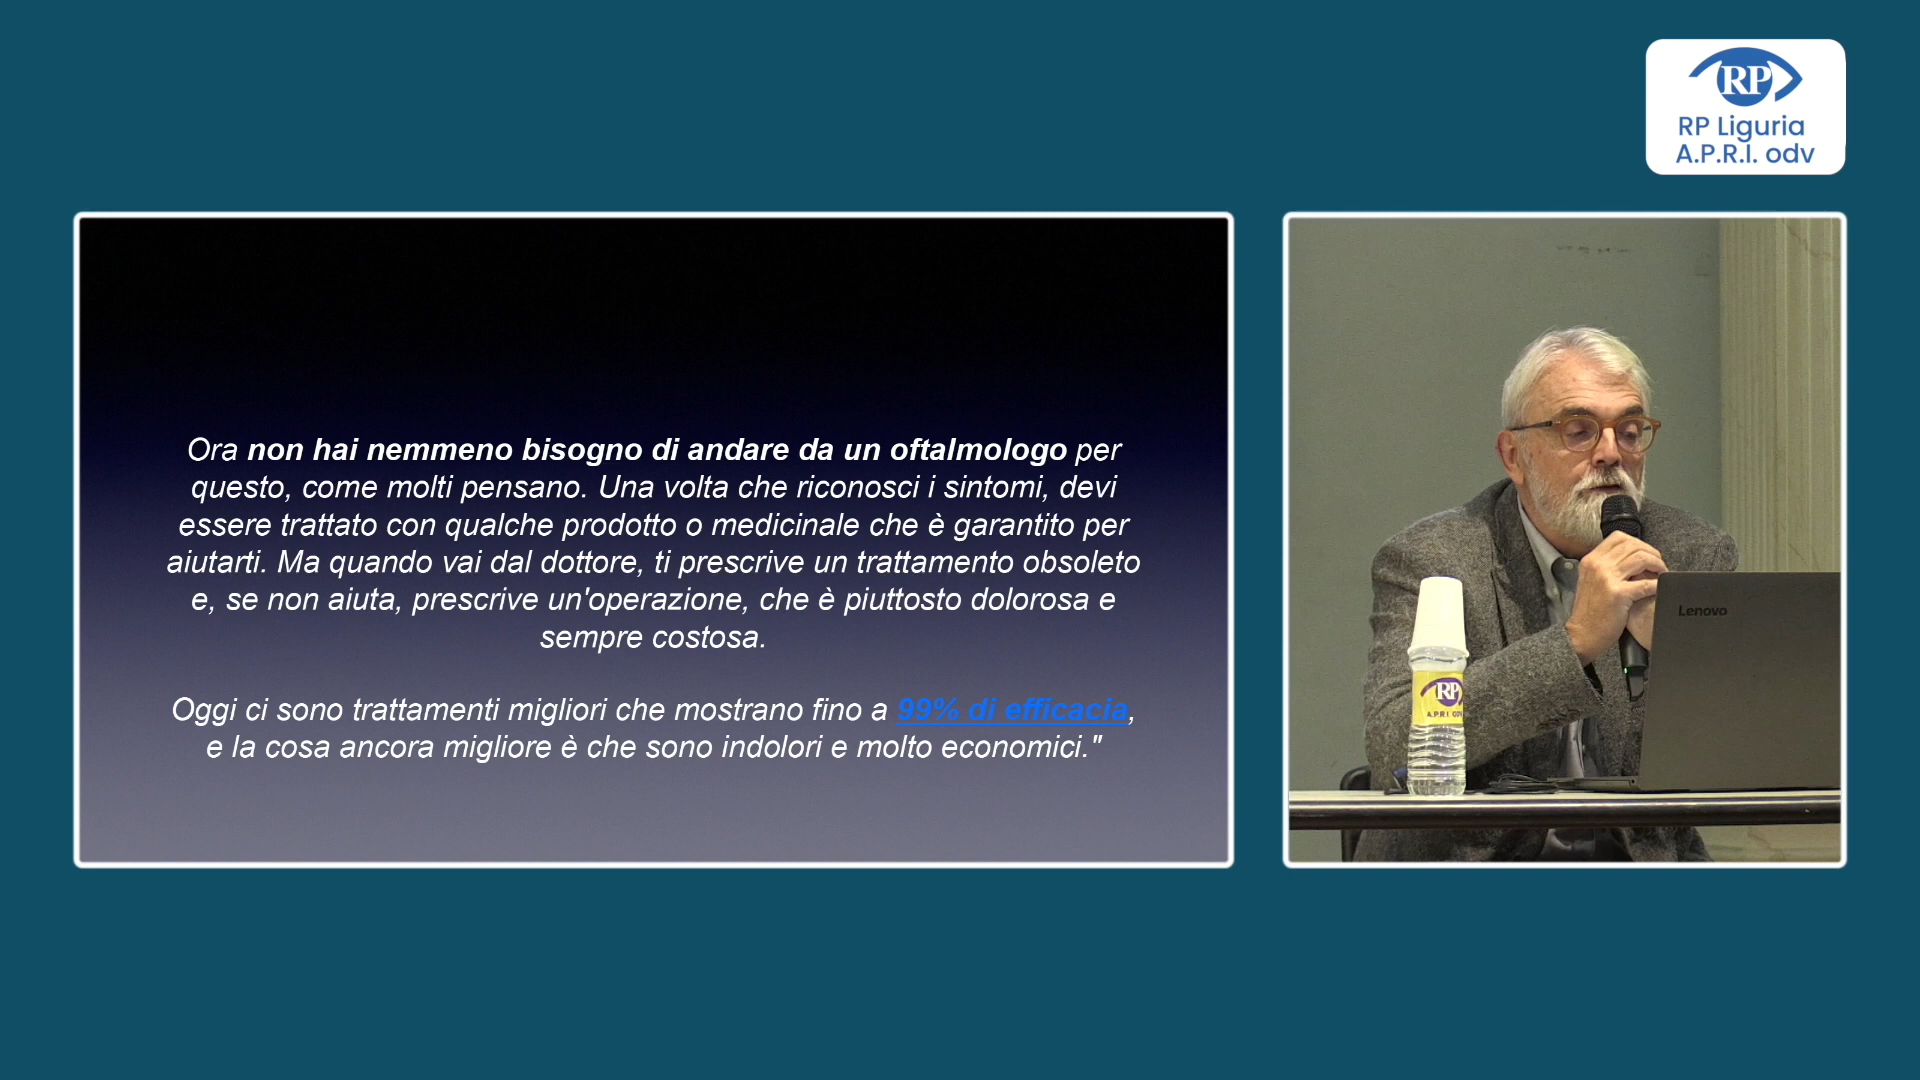 RP
RP Liguria
A.P.R.I. odv
Ora non hai nemmeno bisogno di andare da un oftalmologo per
questo, come molti pensano. Una volta che riconosci i sintomi, devi
essere trattato con qualche prodotto o medicinale che è garantito per
aiutarti. Ma quando vai dal dottore, ti prescrive un trattamento obsoleto
e, se non aiuta, prescrive un'operazione, che è piuttosto dolorosa e
sempre costosa.
Oggi ci sono trattamenti migliori che mostrano fino a 99% di efficacia,
e la cosa ancora migliore è che sono indolori e molto economici."
Lenovo
RP
A.P.R.I. ODV